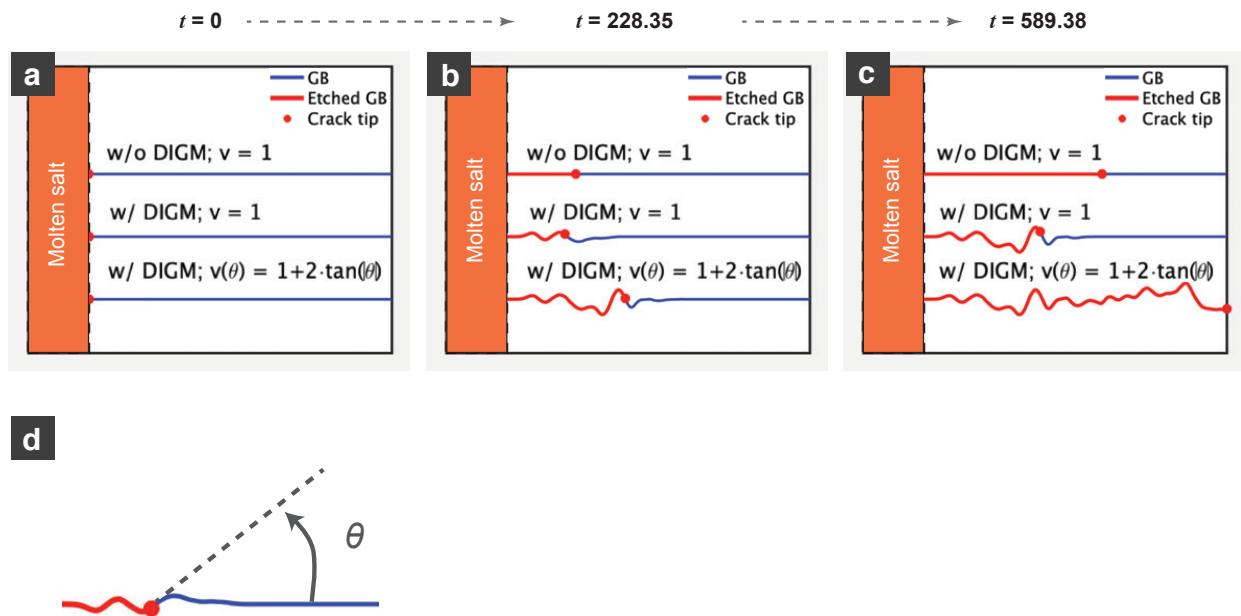 t = 0
t = 228.35
t = 589.38
a
GB
Etched GB
Crack tip
Molten salt
w/o DIGM; v = 1
w/ DIGM; v = 1
w/ DIGM; v(θ) = 1+2·tan(θ)
b
GB
Etched GB
Crack tip
Molten salt
w/o DIGM; v = 1
w/ DIGM; v = 1
w/ DIGM; v(θ) = 1+2·tan(θ)
c
GB
Etched GB
Crack tip
Molten salt
w/o DIGM; v = 1
w/ DIGM; v = 1
w/ DIGM; v(θ) = 1+2·tan(θ)
d
θ